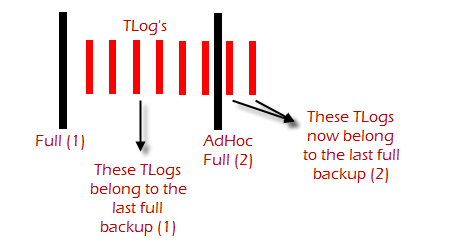 TLog's
Full (1)
AdHoc
Full (2)
These TLogs
belong to the
last full
backup (1)
These TLogs
now belong
to the last full
backup (2)